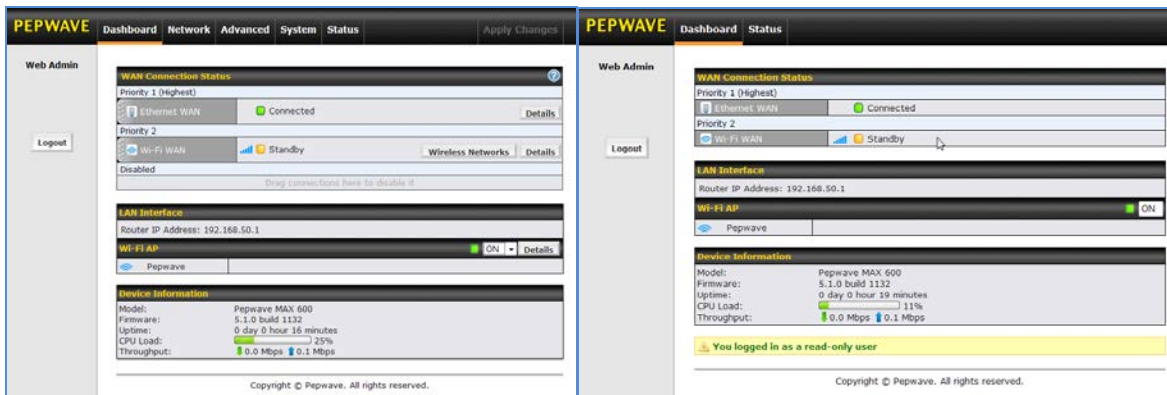 PEPWAVE Dashboard Network Advanced System Status Apply Changes
Web Admin
Logout
WAN Connection Status
Priority 1 (Highest)
Ethernet WAN Connected Details
Priority 2
Wi-Fi WAN Standby Wireless Networks Details
Disabled
Drag connections here to disable it
LAN Interface
Router IP Address: 192.168.50.1
Wi-Fi AP ON Details
Pepwave
Device Information
Model: Pepwave MAX 600
Firmware: 5.1.0 build 1132
Uptime: 0 day 0 hour 16 minutes
CPU Load: 25%
Throughput: 0.0 Mbps 0.1 Mbps
Copyright © Pepwave. All rights reserved.
PEPWAVE Dashboard Status
Web Admin
Logout
WAN Connection Status
Priority 1 (Highest)
Ethernet WAN Connected
Priority 2
Wi-Fi WAN Standby
LAN Interface
Router IP Address: 192.168.50.1
Wi-Fi AP ON
Pepwave
Device Information
Model: Pepwave MAX 600
Firmware: 5.1.0 build 1132
Uptime: 0 day 0 hour 19 minutes
CPU Load: 11%
Throughput: 0.0 Mbps 0.1 Mbps
You logged in as a read-only user
Copyright © Pepwave. All rights reserved.